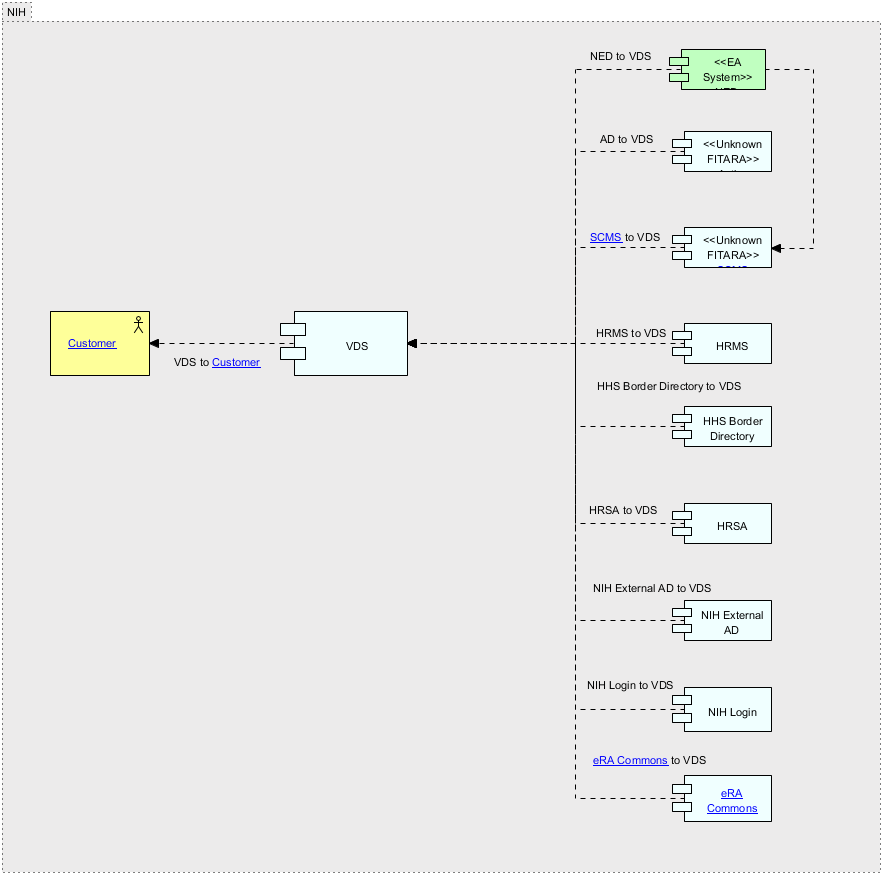 NIH
NED to VDS
<<EA
System>>
AD to VDS
<<Unknown
FITARA>>
SCMS to VDS
<<Unknown
FITARA>>
Customer
VDS to Customer
VDS
HRMS to VDS
HRMS
HHS Border Directory to VDS
HHS Border
Directory
HRSA to VDS
HRSA
NIH External AD to VDS
NIH External
AD
NIH Login to VDS
NIH Login
eRA Commons to VDS
eRA
Commons